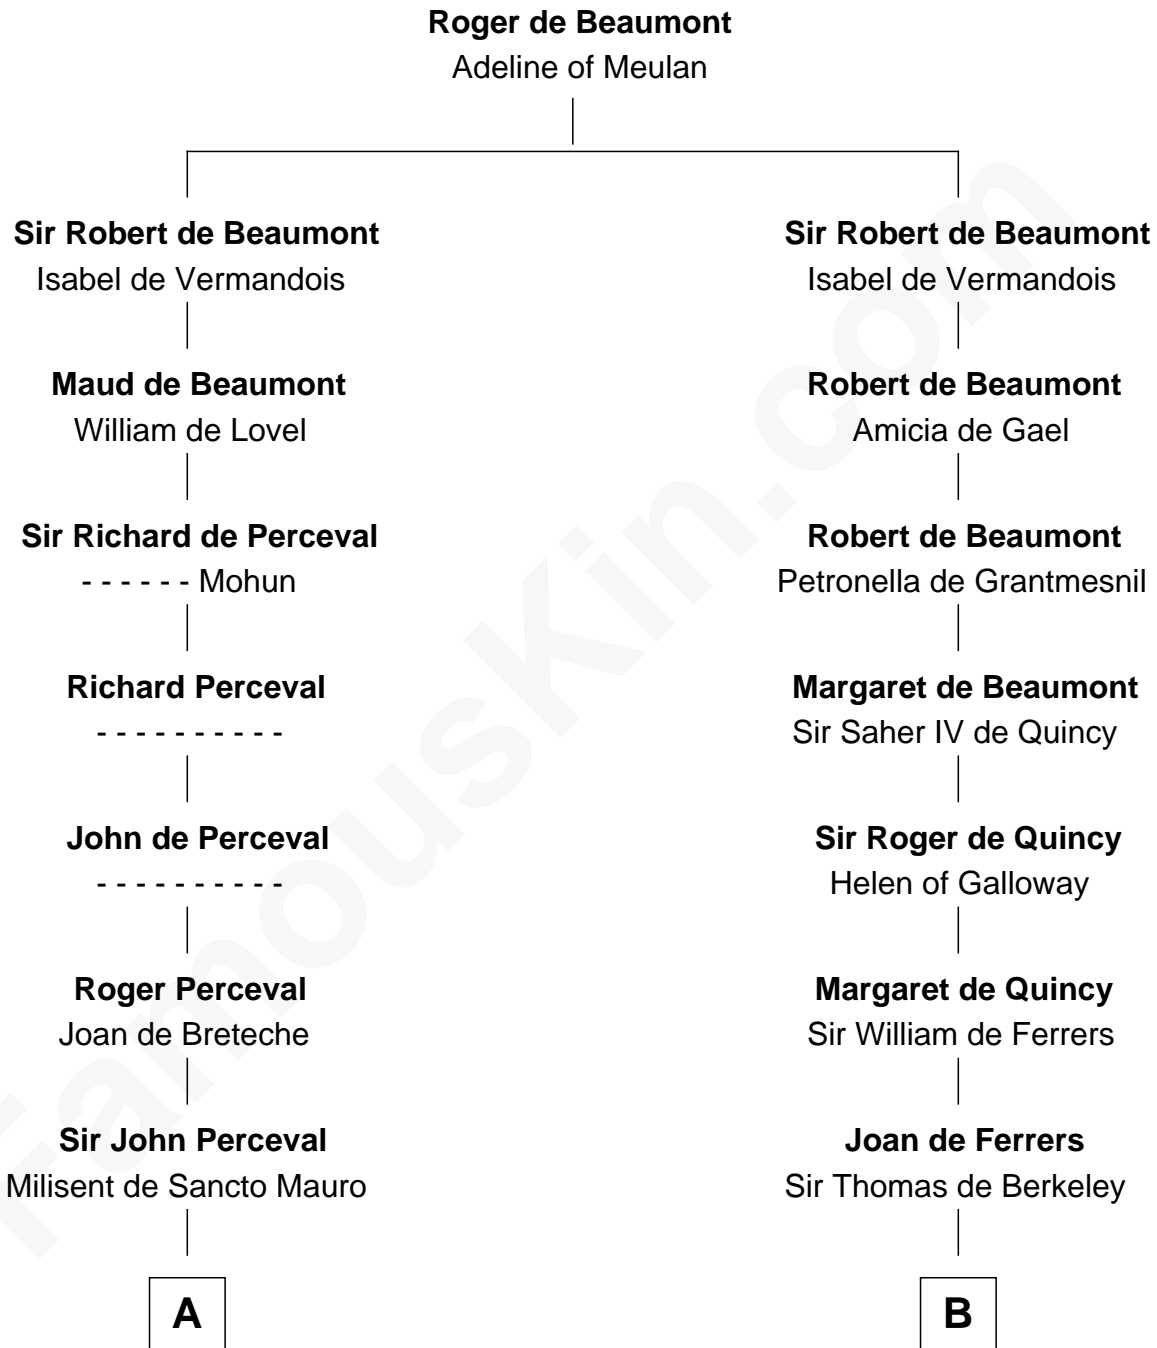 Roger de Beaumont
Adeline of Meulan
Sir Robert de Beaumont
Isabel de Vermandois
Maud de Beaumont
William de Lovel
Sir Richard de Perceval
- - - - - - Mohun
Richard Perceval
- - - - - - - - - -
John de Perceval
- - - - - - - - - -
Roger Perceval
Joan de Breteche
Sir John Perceval
Milisent de Sancto Mauro
A
Sir Robert de Beaumont
Isabel de Vermandois
Robert de Beaumont
Amicia de Gael
Robert de Beaumont
Petronella de Grantmesnil
Margaret de Beaumont
Sir Saher IV de Quincy
Sir Roger de Quincy
Helen of Galloway
Margaret de Quincy
Sir William de Ferrers
Joan de Ferrers
Sir Thomas de Berkeley
B
FamousKin.com